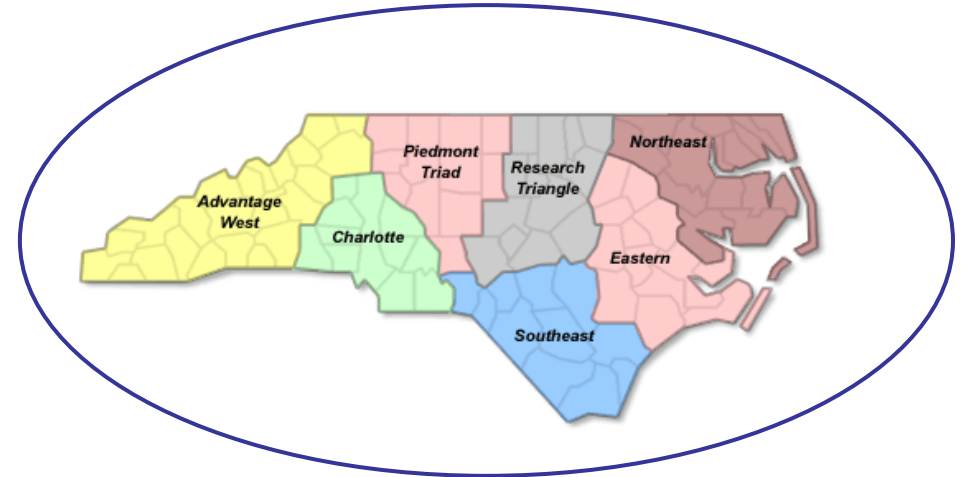 Northeast
Piedmont
Triad
Research
Triangle
Advantage
West
Charlotte
Eastern
Southeast